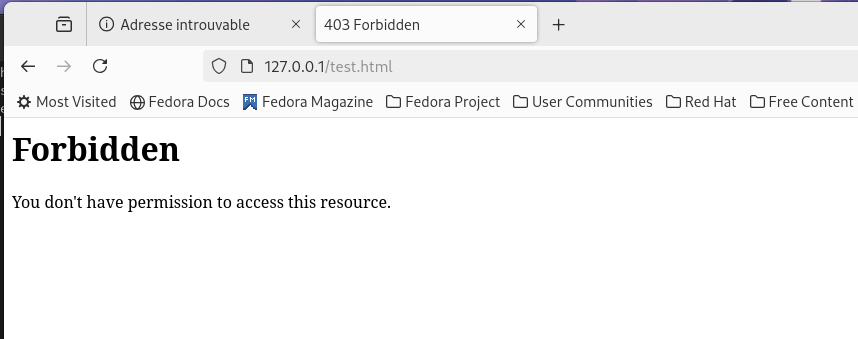 Adresse introuvable
403 Forbidden
127.0.0.1/test.html
Most Visited
Fedora Docs
FM
Fedora Magazine
Fedora Project
User Communities
Red Hat
Free Content
Forbidden
You don't have permission to access this resource.